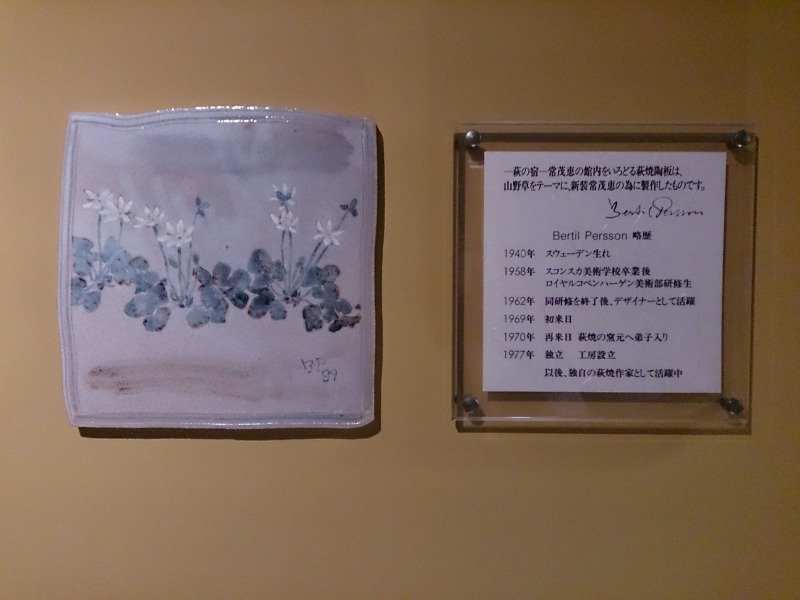 BP
89
—萩の宿—常茂恵の館内をいろどる萩焼陶板は、
山野草をテーマに、新装常茂恵の為に製作したものです。
Bertil Persson
Bertil Persson 略歴
1940年 スウェーデン生れ
1958年 スコンスカ美術学校卒業後
ロイヤルコペンハーゲン美術部研修生
1962年 同研修を終了後、デザイナーとして活躍
1969年 初来日
1970年 再来日 萩焼の窯元へ弟子入り
1977年 独立 工房設立
以後、独自の萩焼作家として活躍中